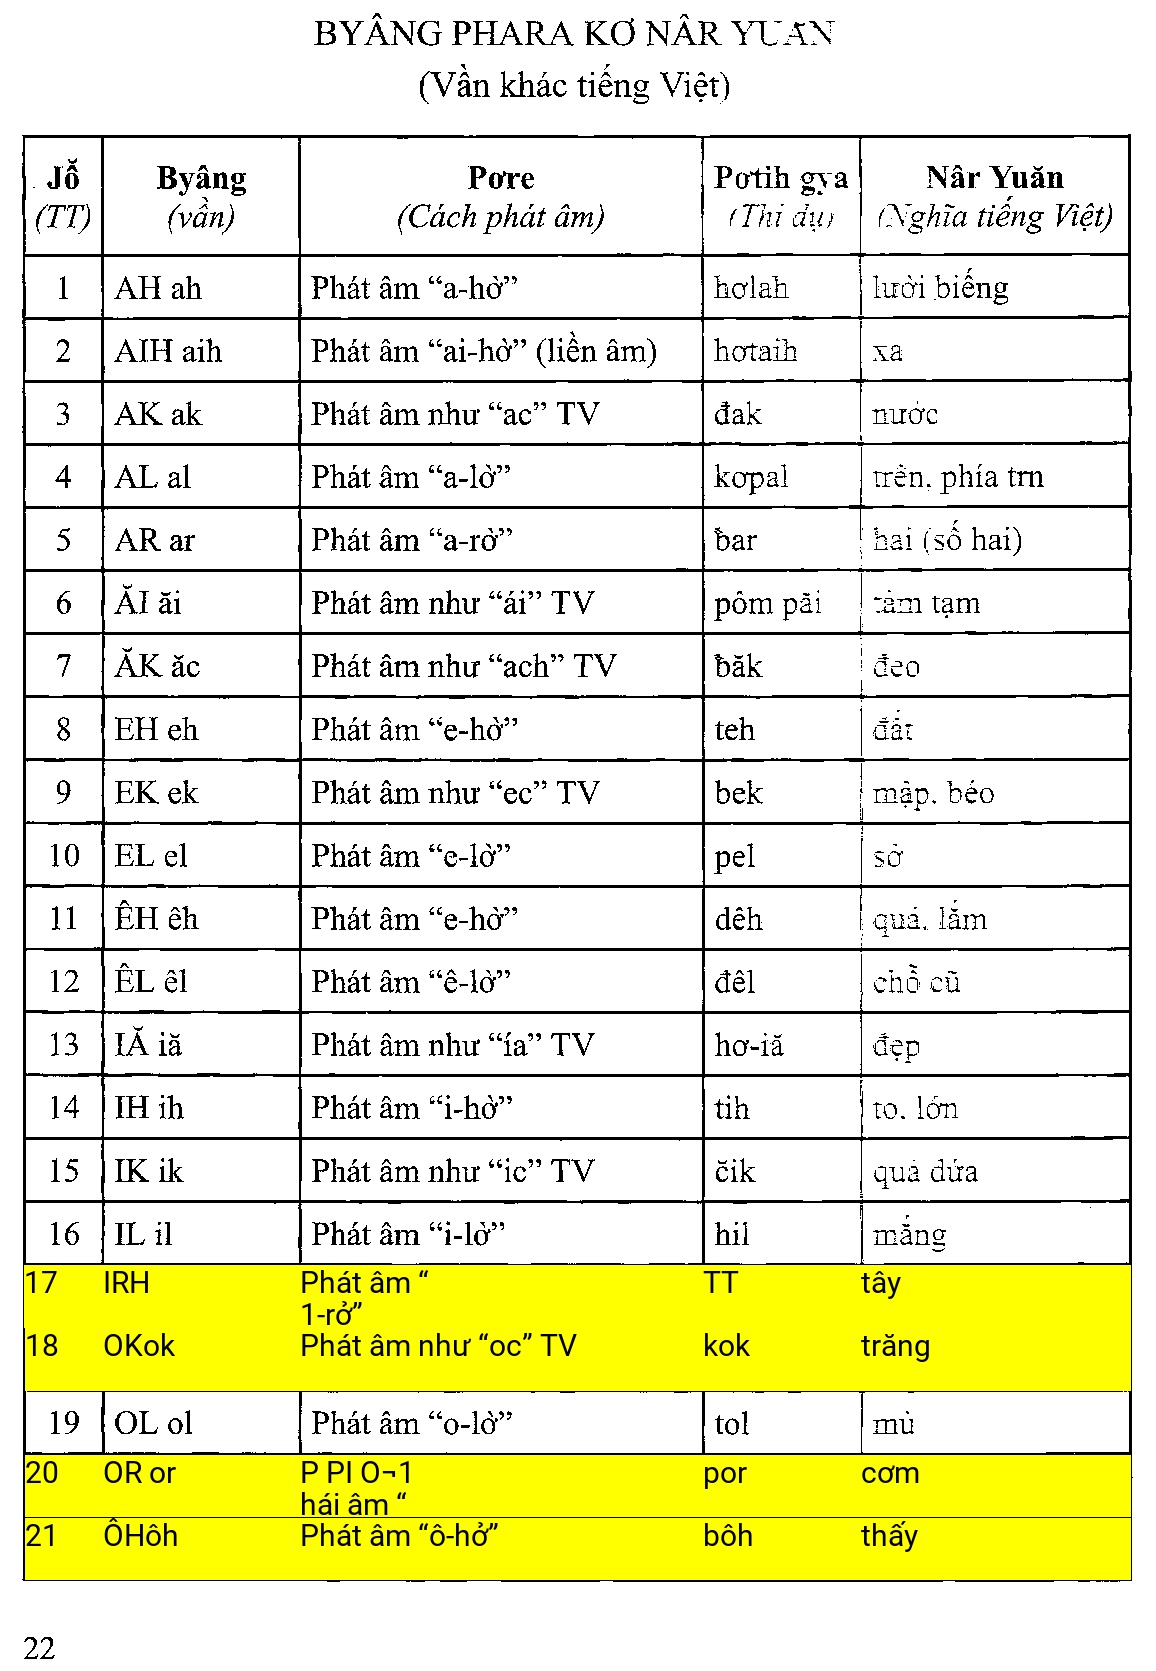 BYÂNG PHARA KƠ NÂR YUĂN
(Vần khác tiếng Việt)
Jỗ Byâng Pơre Pơtih gya Nâr Yuăn
(TT) (vần) (Cách phát âm) (Thí dụ) (Nghĩa tiếng Việt)
1 AH ah Phát âm “a-hờ” hơlah lười biếng
2 AIH aih Phát âm “ai-hờ” (liền âm) hơtaih xa
3 AK ak Phát âm như “ac” TV đak nước
4 AL al Phát âm “a-lờ” kơpal trên, phía trn
5 AR ar Phát âm “a-rờ” ƀar hai (số hai)
6 ĂI ăi Phát âm như “ái” TV pôm păi tàm tạm
7 ĂK ăc Phát âm như “ach” TV ƀăk đeo
8 EH eh Phát âm “e-hờ” teh đất
9 EK ek Phát âm như “ec” TV bek mập, béo
10 EL el Phát âm “e-lờ” pel sở
11 ÊH êh Phát âm “e-hờ” dêh quá, lắm
12 ÊL êl Phát âm “ê-lờ” đêl chỗ cũ
13 IĂ iă Phát âm như “ía” TV hơ-iă đẹp
14 IH ih Phát âm “i-hờ” tih to, lớn
15 IK ik Phát âm như “ic” TV čik quả dứa
16 IL il Phát âm “i-lờ” hil mắng
17 IRH Phát âm “ TT tây
1-rở”
18 OKok Phát âm như “oc” TV kok trăng
19 OL ol Phát âm “o-lờ” tol mù
20 OR or P PI O¬1 por cơm
hái âm “
21 ÔHôh Phát âm “ô-hở” bôh thấy
22